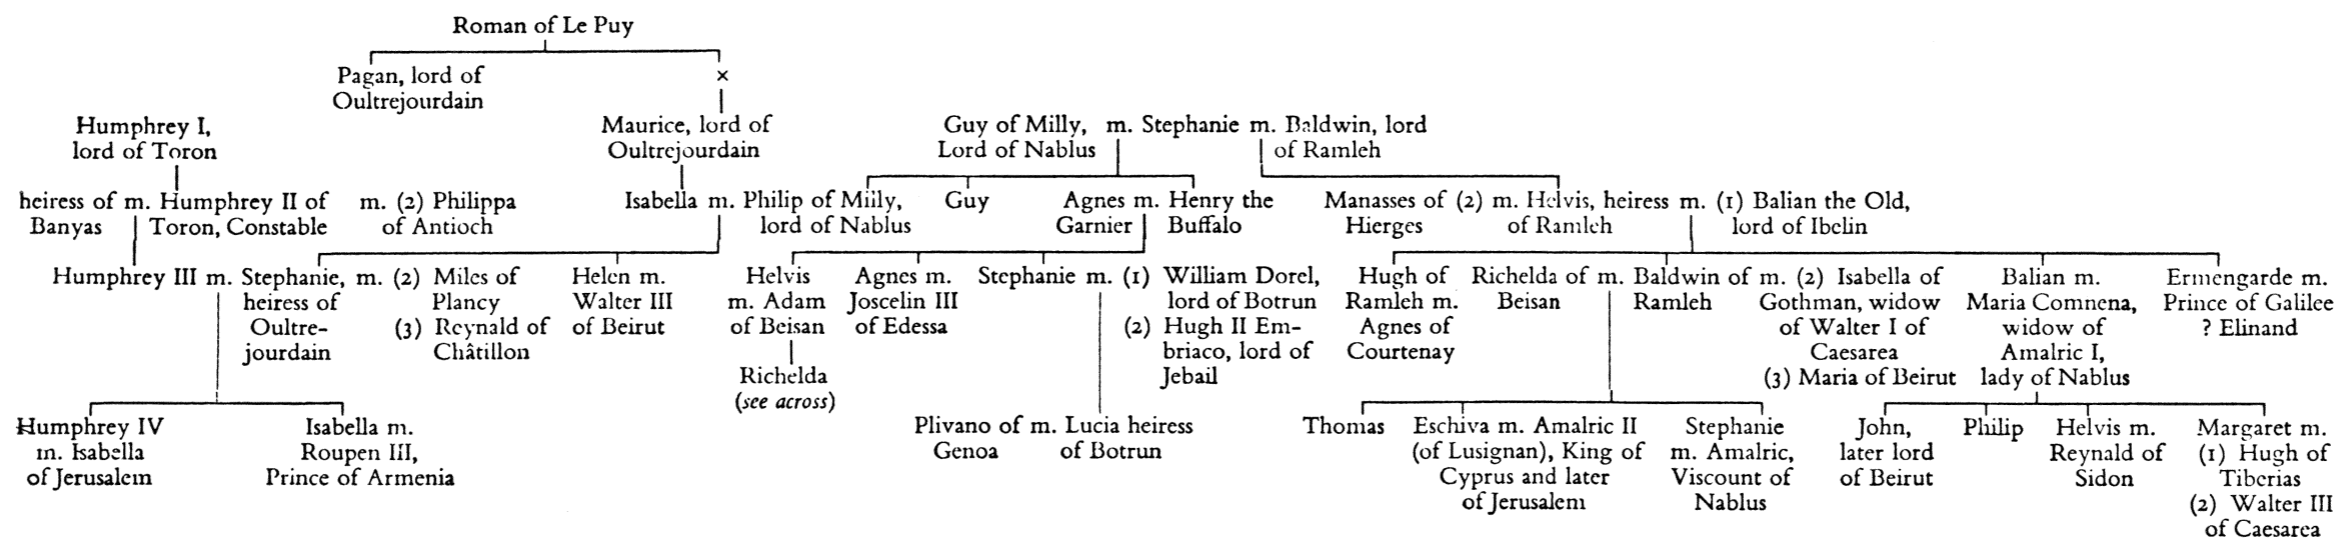 Roman of Le Puy
Pagan, lord of
Oultrejourdain
×
Humphrey I,
lord of Toron
Maurice, lord of
Oultrejourdain
Guy of Milly, m. Stephanie m. Baldwin, lord
Lord of Nablus
of Ramleh
heiress of m. Humphrey II of m. (2) Philippa
Banyas Toron, Constable of Antioch
Isabella m. Philip of Milly,
lord of Nablus
Guy
Agnes m. Henry the
Garnier Buffalo
Manasses of (2) m. Helvis, heiress m. (1) Balian the Old,
Hierges of Ramleh lord of Ibelin
Humphrey III m. Stephanie, m. (2) Miles of
heiress of Plancy
Oultre- (3) Reynald of
jourdain Châtillon
Helen m.
Walter III
of Beirut
Helvis
m. Adam
of Beisan
Richelda
(see across)
Agnes m.
Joscelin III
of Edessa
Stephanie m. (1) William Dorel,
lord of Botrun
(2) Hugh II Em-
briaco, lord of
Jebail
Hugh of
Ramleh m.
Agnes of
Courtenay
Richelda of m. Baldwin of m. (2) Isabella of
Beisan Ramleh Gothman, widow
of Walter I of
Caesarea
(3) Maria of Beirut
Balian m.
Maria Comnena,
widow of
Amalric I,
lady of Nablus
Ermengarde m.
Prince of Galilee
? Elinand
Humphrey IV
m. Isabella
of Jerusalem
Isabella m.
Roupen III,
Prince of Armenia
Plivano of m. Lucia heiress
Genoa of Botrun
Thomas
Eschiva m. Amalric II
(of Lusignan), King of
Cyprus and later
of Jerusalem
Stephanie
m. Amalric,
Viscount of
Nablus
John,
later lord
of Beirut
Philip
Helvis m.
Reynald of
Sidon
Margaret m.
(1) Hugh of
Tiberias
(2) Walter III
of Caesarea